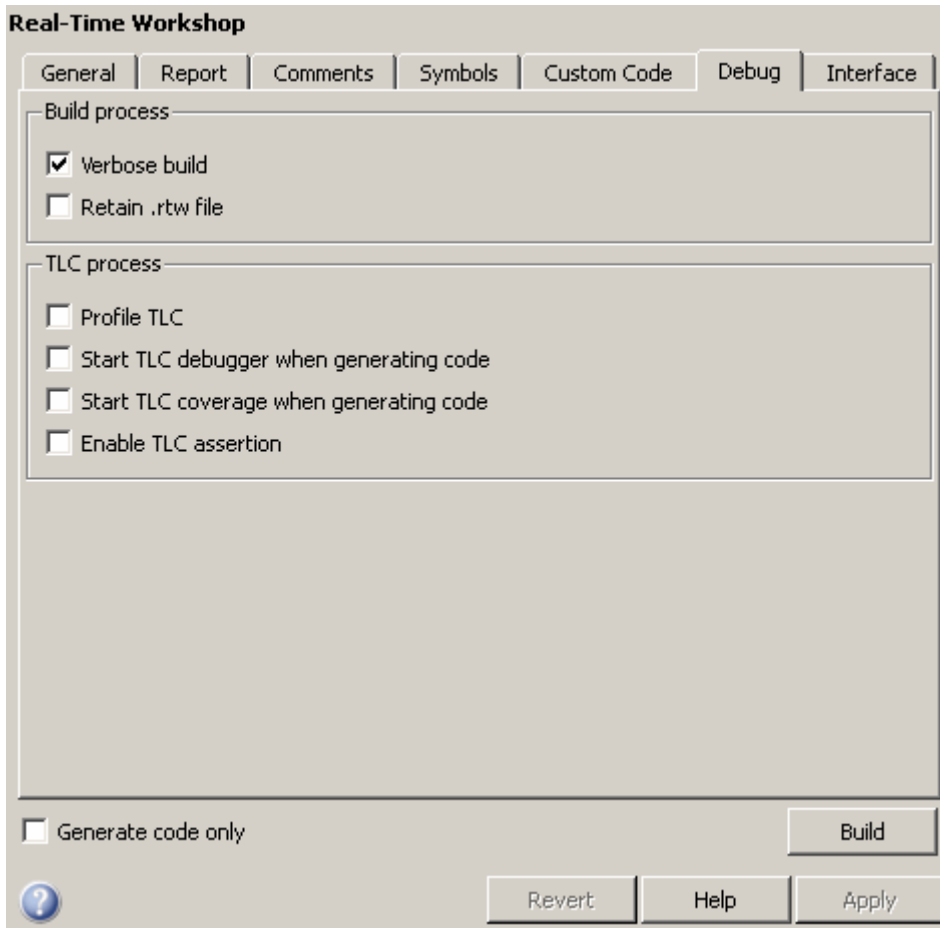 Real-Time Workshop
General Report Comments Symbols Custom Code Debug Interface
Build process
Verbose build
Retain .rtw file
TLC process
Profile TLC
Start TLC debugger when generating code
Start TLC coverage when generating code
Enable TLC assertion
Generate code only Build
? Revert Help Apply